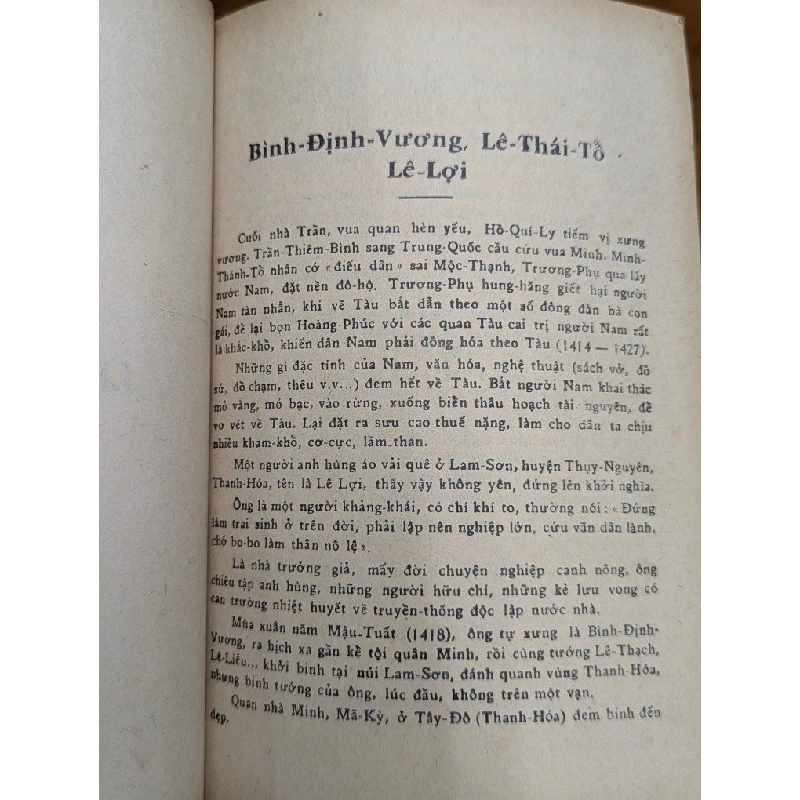 Bình-Định-Vương, Lê-Thái-Tổ
Lê-Lợi
Cuối nhà Trần, vua quan hèn yếu, Hồ-Quí-Ly tiếm vị xưng
vương. Trần-Thiêm-Bình sang Trung-Quốc cầu cứu vua Minh. Minh-
Thánh-Tổ nhân cớ «điếu dân» sai Mộc-Thạnh, Trương-Phụ qua lấy
nước Nam, đặt nền đô-hộ. Trương-Phụ hung-hăng giết hại người
Nam tàn nhẫn, khi về Tàu bắt dẫn theo một số đông đàn bà con
gái, để lại bọn Hoàng-Phúc với các quan Tàu cai trị người Nam rất
là khắc-khổ, khiến dân Nam phải đồng hóa theo Tàu (1414 — 1427).
Những gì đặc tính của Nam, văn hóa, nghệ thuật (sách vở, đồ
sứ, đồ chạm, thêu v.v...) đem hết về Tàu. Bắt người Nam khai thác
mỏ vàng, mỏ bạc, vào rừng, xuống biển thâu hoạch tài nguyên, để
vơ vét về Tàu. Lại đặt ra sưu cao thuế nặng, làm cho dân ta chịu
nhiều kham-khổ, cơ-cực, lầm-than.
Một người anh hùng áo vải quê ở Lam-Sơn, huyện Thụy-Nguyên,
Thanh-Hóa, tên là Lê Lợi, thấy vậy không yên, đứng lên khởi nghĩa.
Ông là một người khảng-khái, có chí khí to, thường nói: «Đứng
làm trai sinh ở trên đời, phải lập nên nghiệp lớn, cứu vãn dân lành,
chớ bo-bo làm thân nô lệ».
Là nhà trưởng giả, mấy đời chuyện nghiệp canh nông, ông
chiêu tập anh hùng, những người hữu chí, những kẻ lưu vong có
can trường nhiệt huyết về truyền-thống độc lập nước nhà.
Mùa xuân năm Mậu-Tuất (1418), ông tự xưng là Bình-Định-
Vương, ra hịch xa gần kể tội quân Minh, rồi cùng tướng Lê-Thạch,
Lê-Liễu... khởi binh tại núi Lam-Sơn, đánh quanh vùng Thanh-Hóa,
nhưng binh tướng của ông, lúc đầu, không trên một vạn.
Quan nhà Minh, Mã-Kỳ, ở Tây-Đô (Thanh-Hóa) đem binh đến
dẹp.